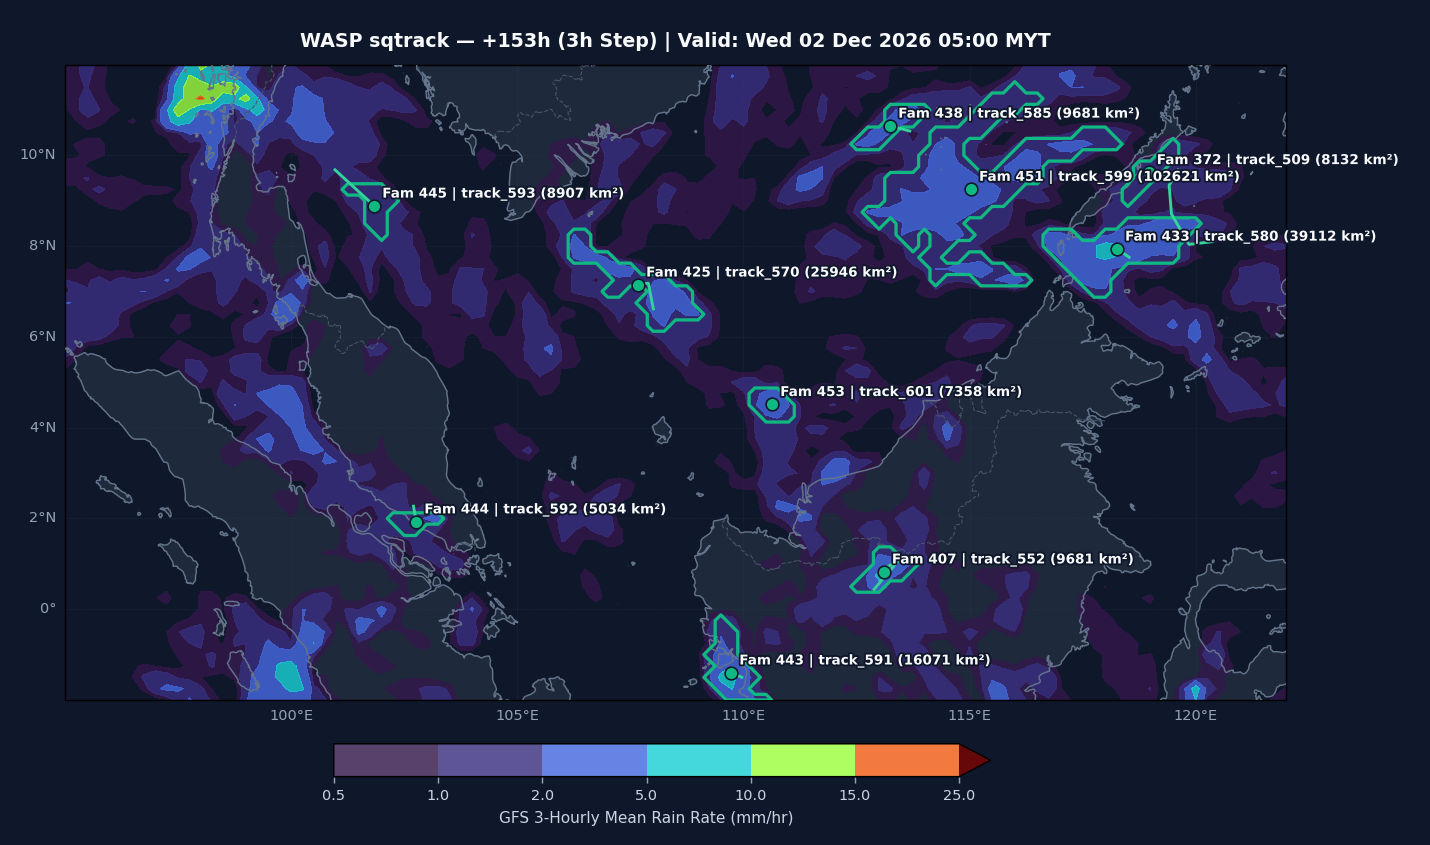 WASP sqtrack — +153h (3h Step) | Valid: Wed 02 Dec 2026 05:00 MYT
Fam 438 | track_585 (9681 km²)
10°N
Fam 372 | track_509 (8132 km²)
Fam 451 | track_599 (102621 km²)
Fam 445 | track_593 (8907 km²)
Fam 433 | track_580 (39112 km²)
8°N
Fam 425 | track_570 (25946 km²)
6°N
Fam 453 | track_601 (7358 km²)
4°N
Fam 444 | track_592 (5034 km²)
2°N
Fam 407 | track_552 (9681 km²)
0°
Fam 443 | track_591 (16071 km²)
100°E 105°E 110°E 115°E 120°E
0.5 1.0 2.0 5.0 10.0 15.0 25.0
GFS 3-Hourly Mean Rain Rate (mm/hr)